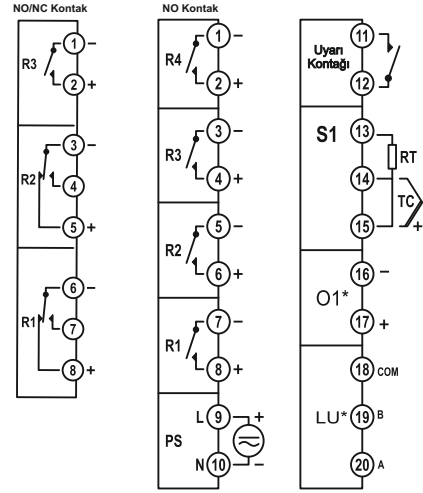 NO/NC Kontak
R3
1 −
2 +
R2
3 −
4
5 +
R1
6 −
7
8 +
NO Kontak
R4
1 −
2 +
R3
3 −
4 +
R2
5 −
6 +
R1
7 −
8 +
PS
L 9 +
N 10 −
Uyarı
Kontağı
11
12
S1
13
RT
14
TC
15 +
O1*
16 −
17 +
LU*
18 COM
19 B
20 A